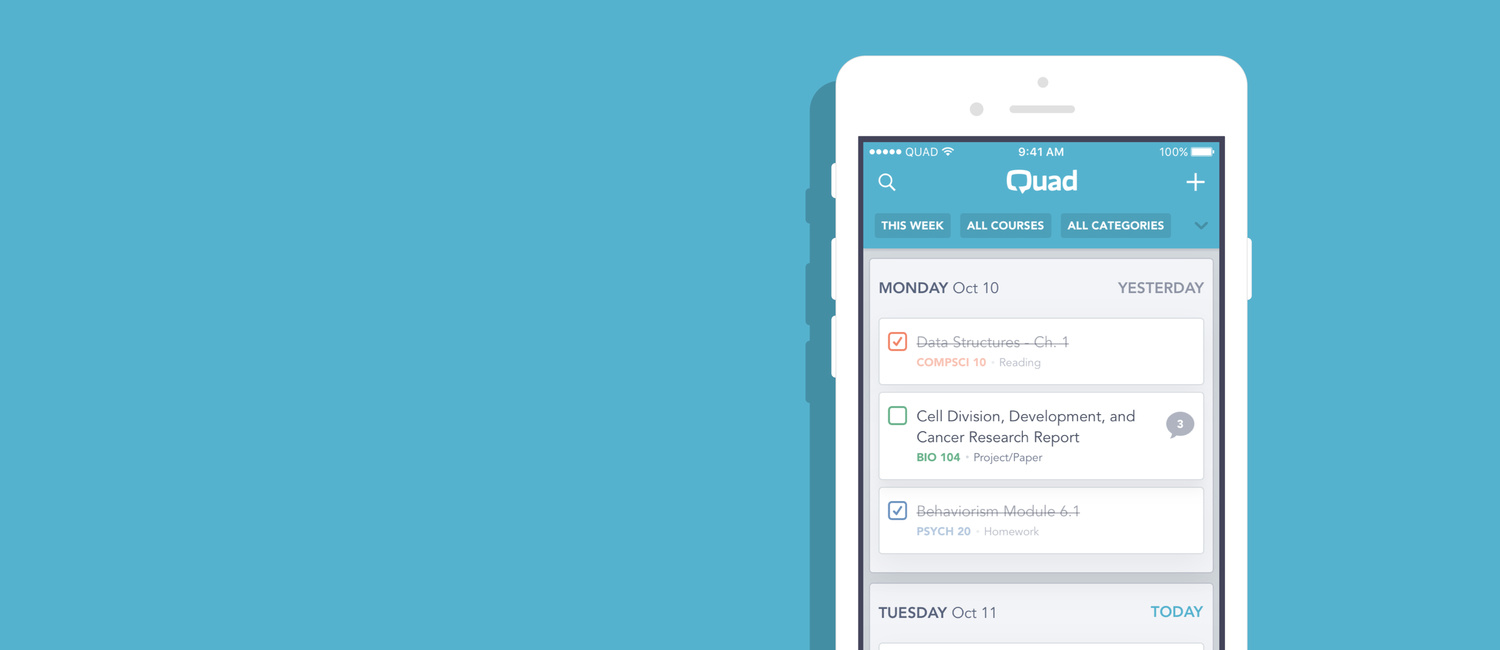 QUAD 9:41 AM 100%
Quad
THIS WEEK ALL COURSES ALL CATEGORIES
MONDAY Oct 10 YESTERDAY
Data Structures - Ch. 1
COMPSCI 10 · Reading
Cell Division, Development, and
Cancer Research Report
3
BIO 104 · Project/Paper
Behaviorism Module 6.1
PSYCH 20 · Homework
TUESDAY Oct 11 TODAY